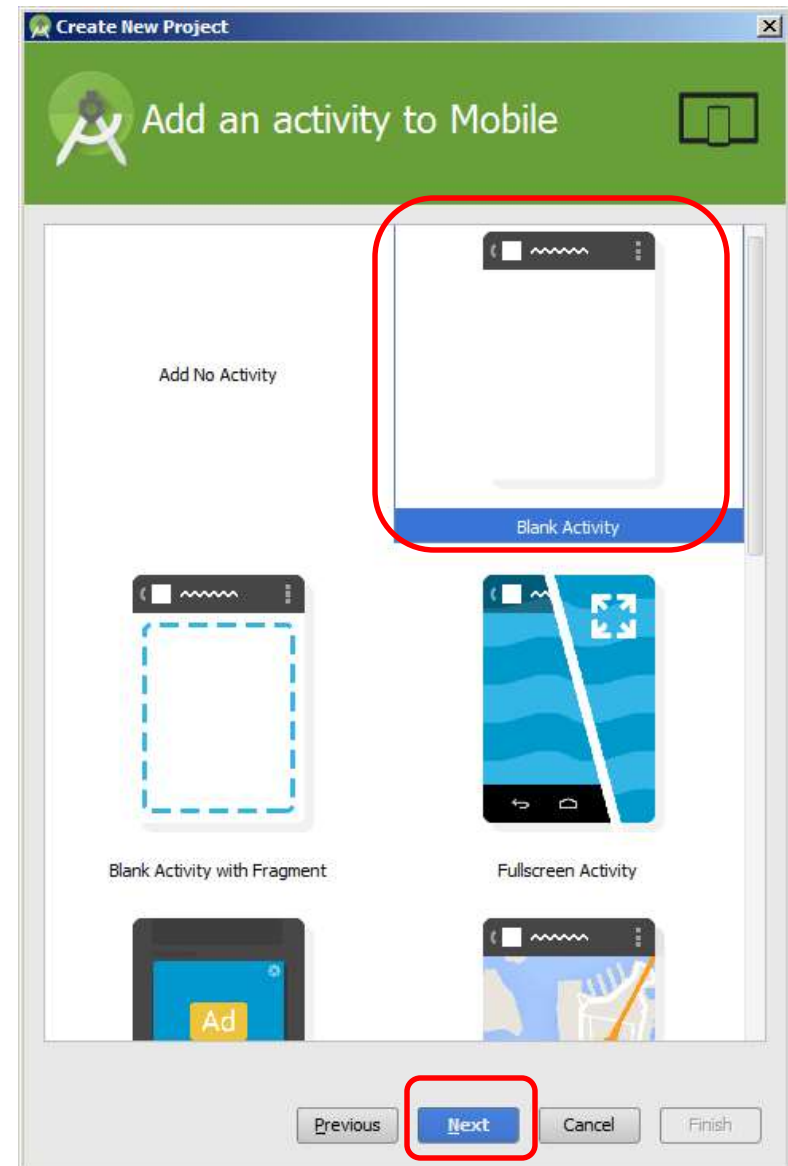 Create New Project
Add an activity to Mobile
Add No Activity
Blank Activity
Blank Activity with Fragment
Fullscreen Activity
Ad
Previous
Next
Cancel
Finish